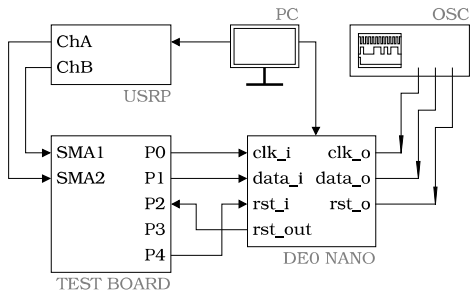 PC
OSC
ChA
ChB
USRP
SMA1 P0 clk_i clk_o
SMA2 P1 data_i data_o
P2 rst_i rst_o
P3 rst_out
P4
TEST BOARD
DE0 NANO